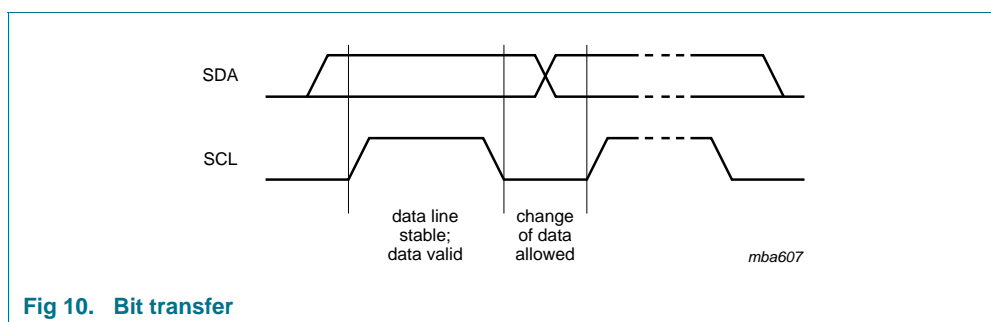 SDA
SCL
data line
stable;
data valid
change
of data
allowed
mba607
Fig 10. Bit transfer